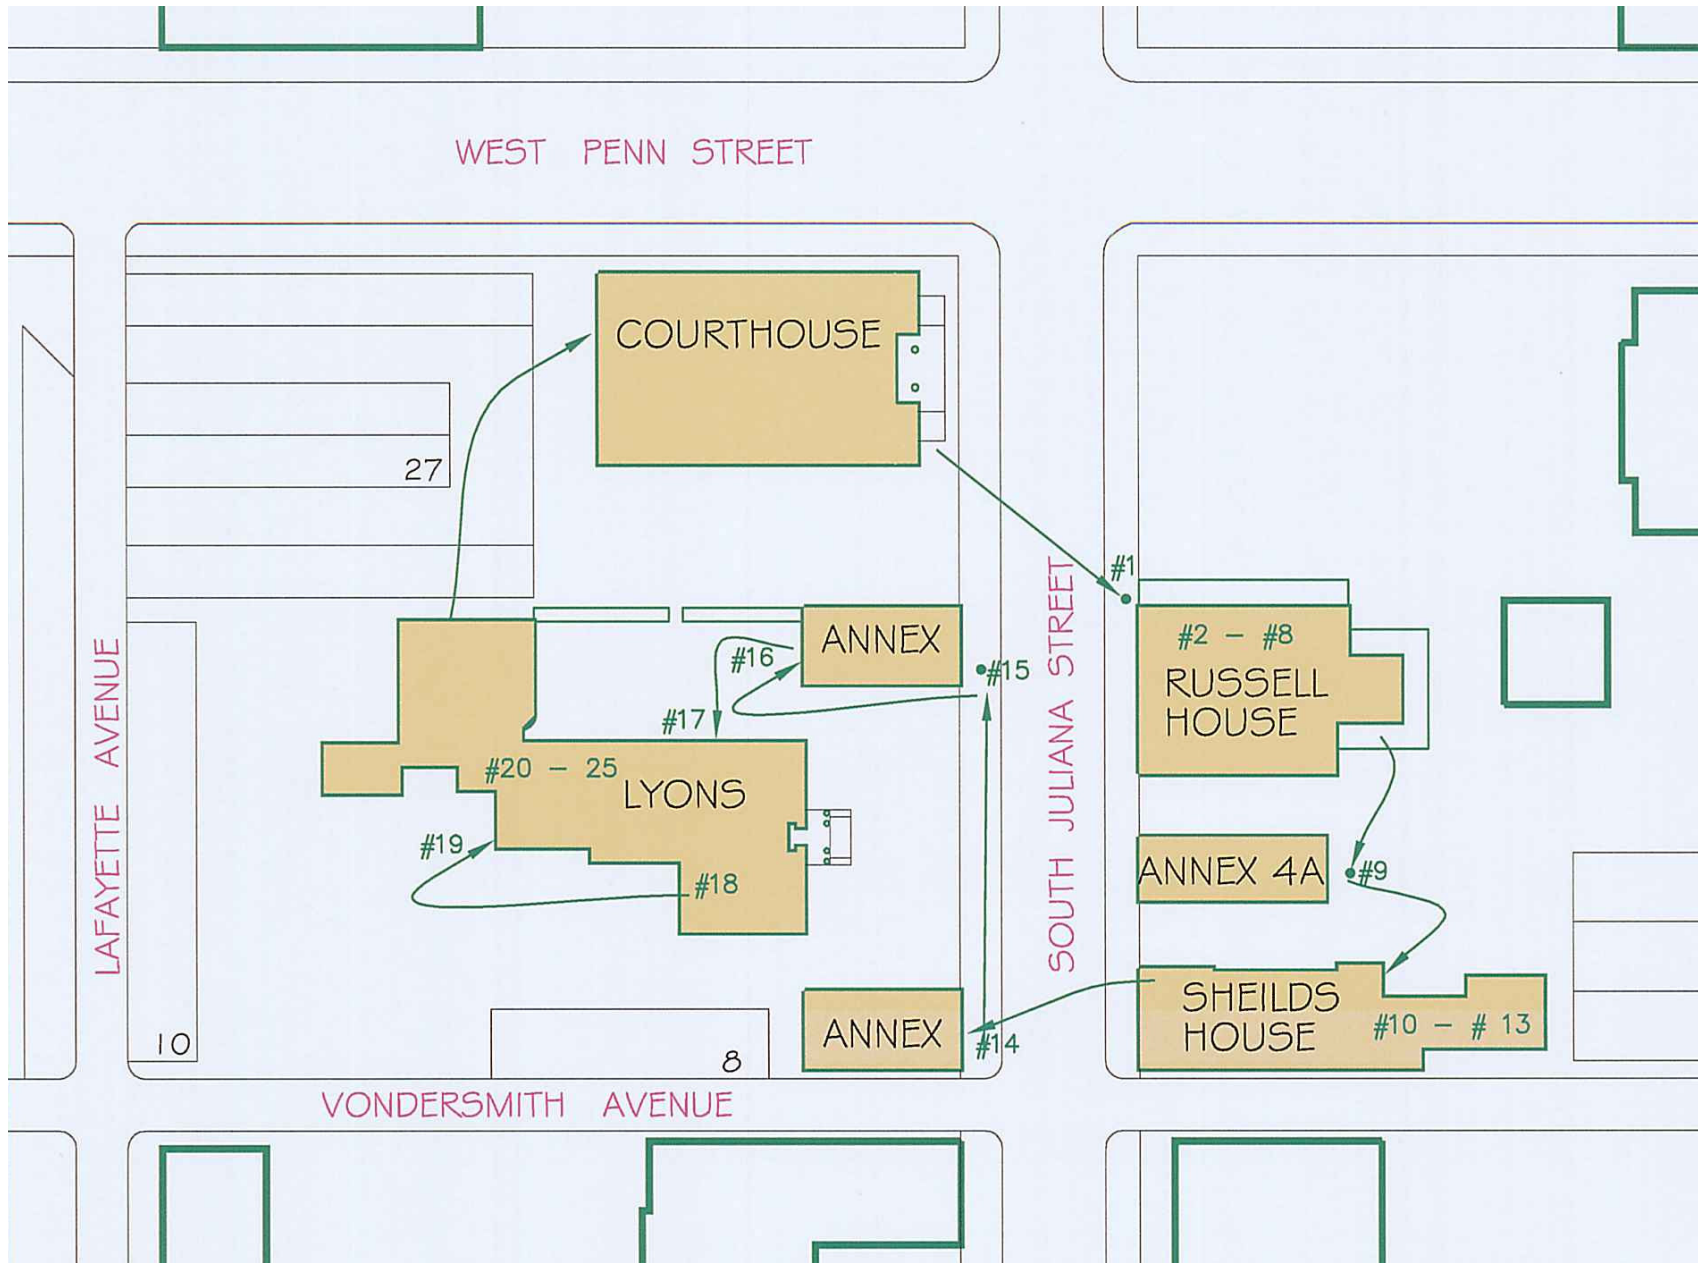 WEST PENN STREET
COURTHOUSE
27
#1
#2 - #8
ANNEX
#16
#15
RUSSELL
HOUSE
#17
LAFAYETTE AVENUE
SOUTH JULIANA STREET
#20 - 25
LYONS
#19
#18
ANNEX 4A
#9
SHEILDS
HOUSE
#10 - # 13
10
8
ANNEX
#14
VONDERSMITH AVENUE